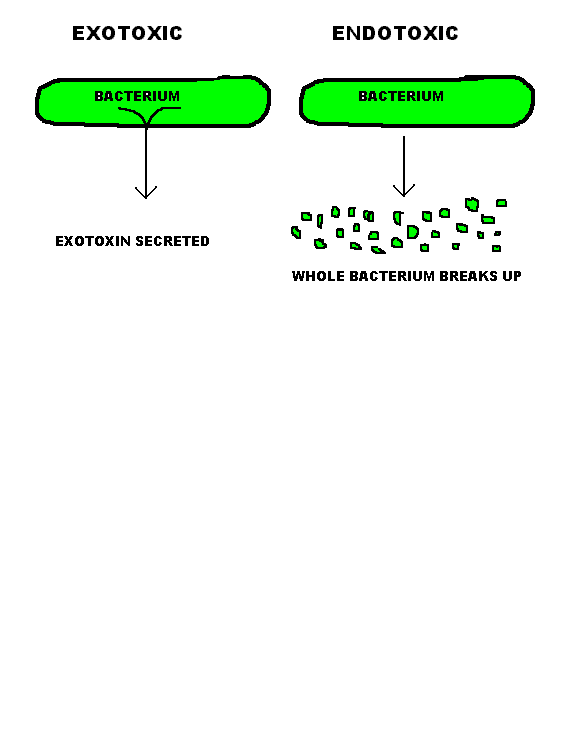 EXOTOXIC
ENDOTOXIC
BACTERIUM
BACTERIUM
EXOTOXIN SECRETED
WHOLE BACTERIUM BREAKS UP